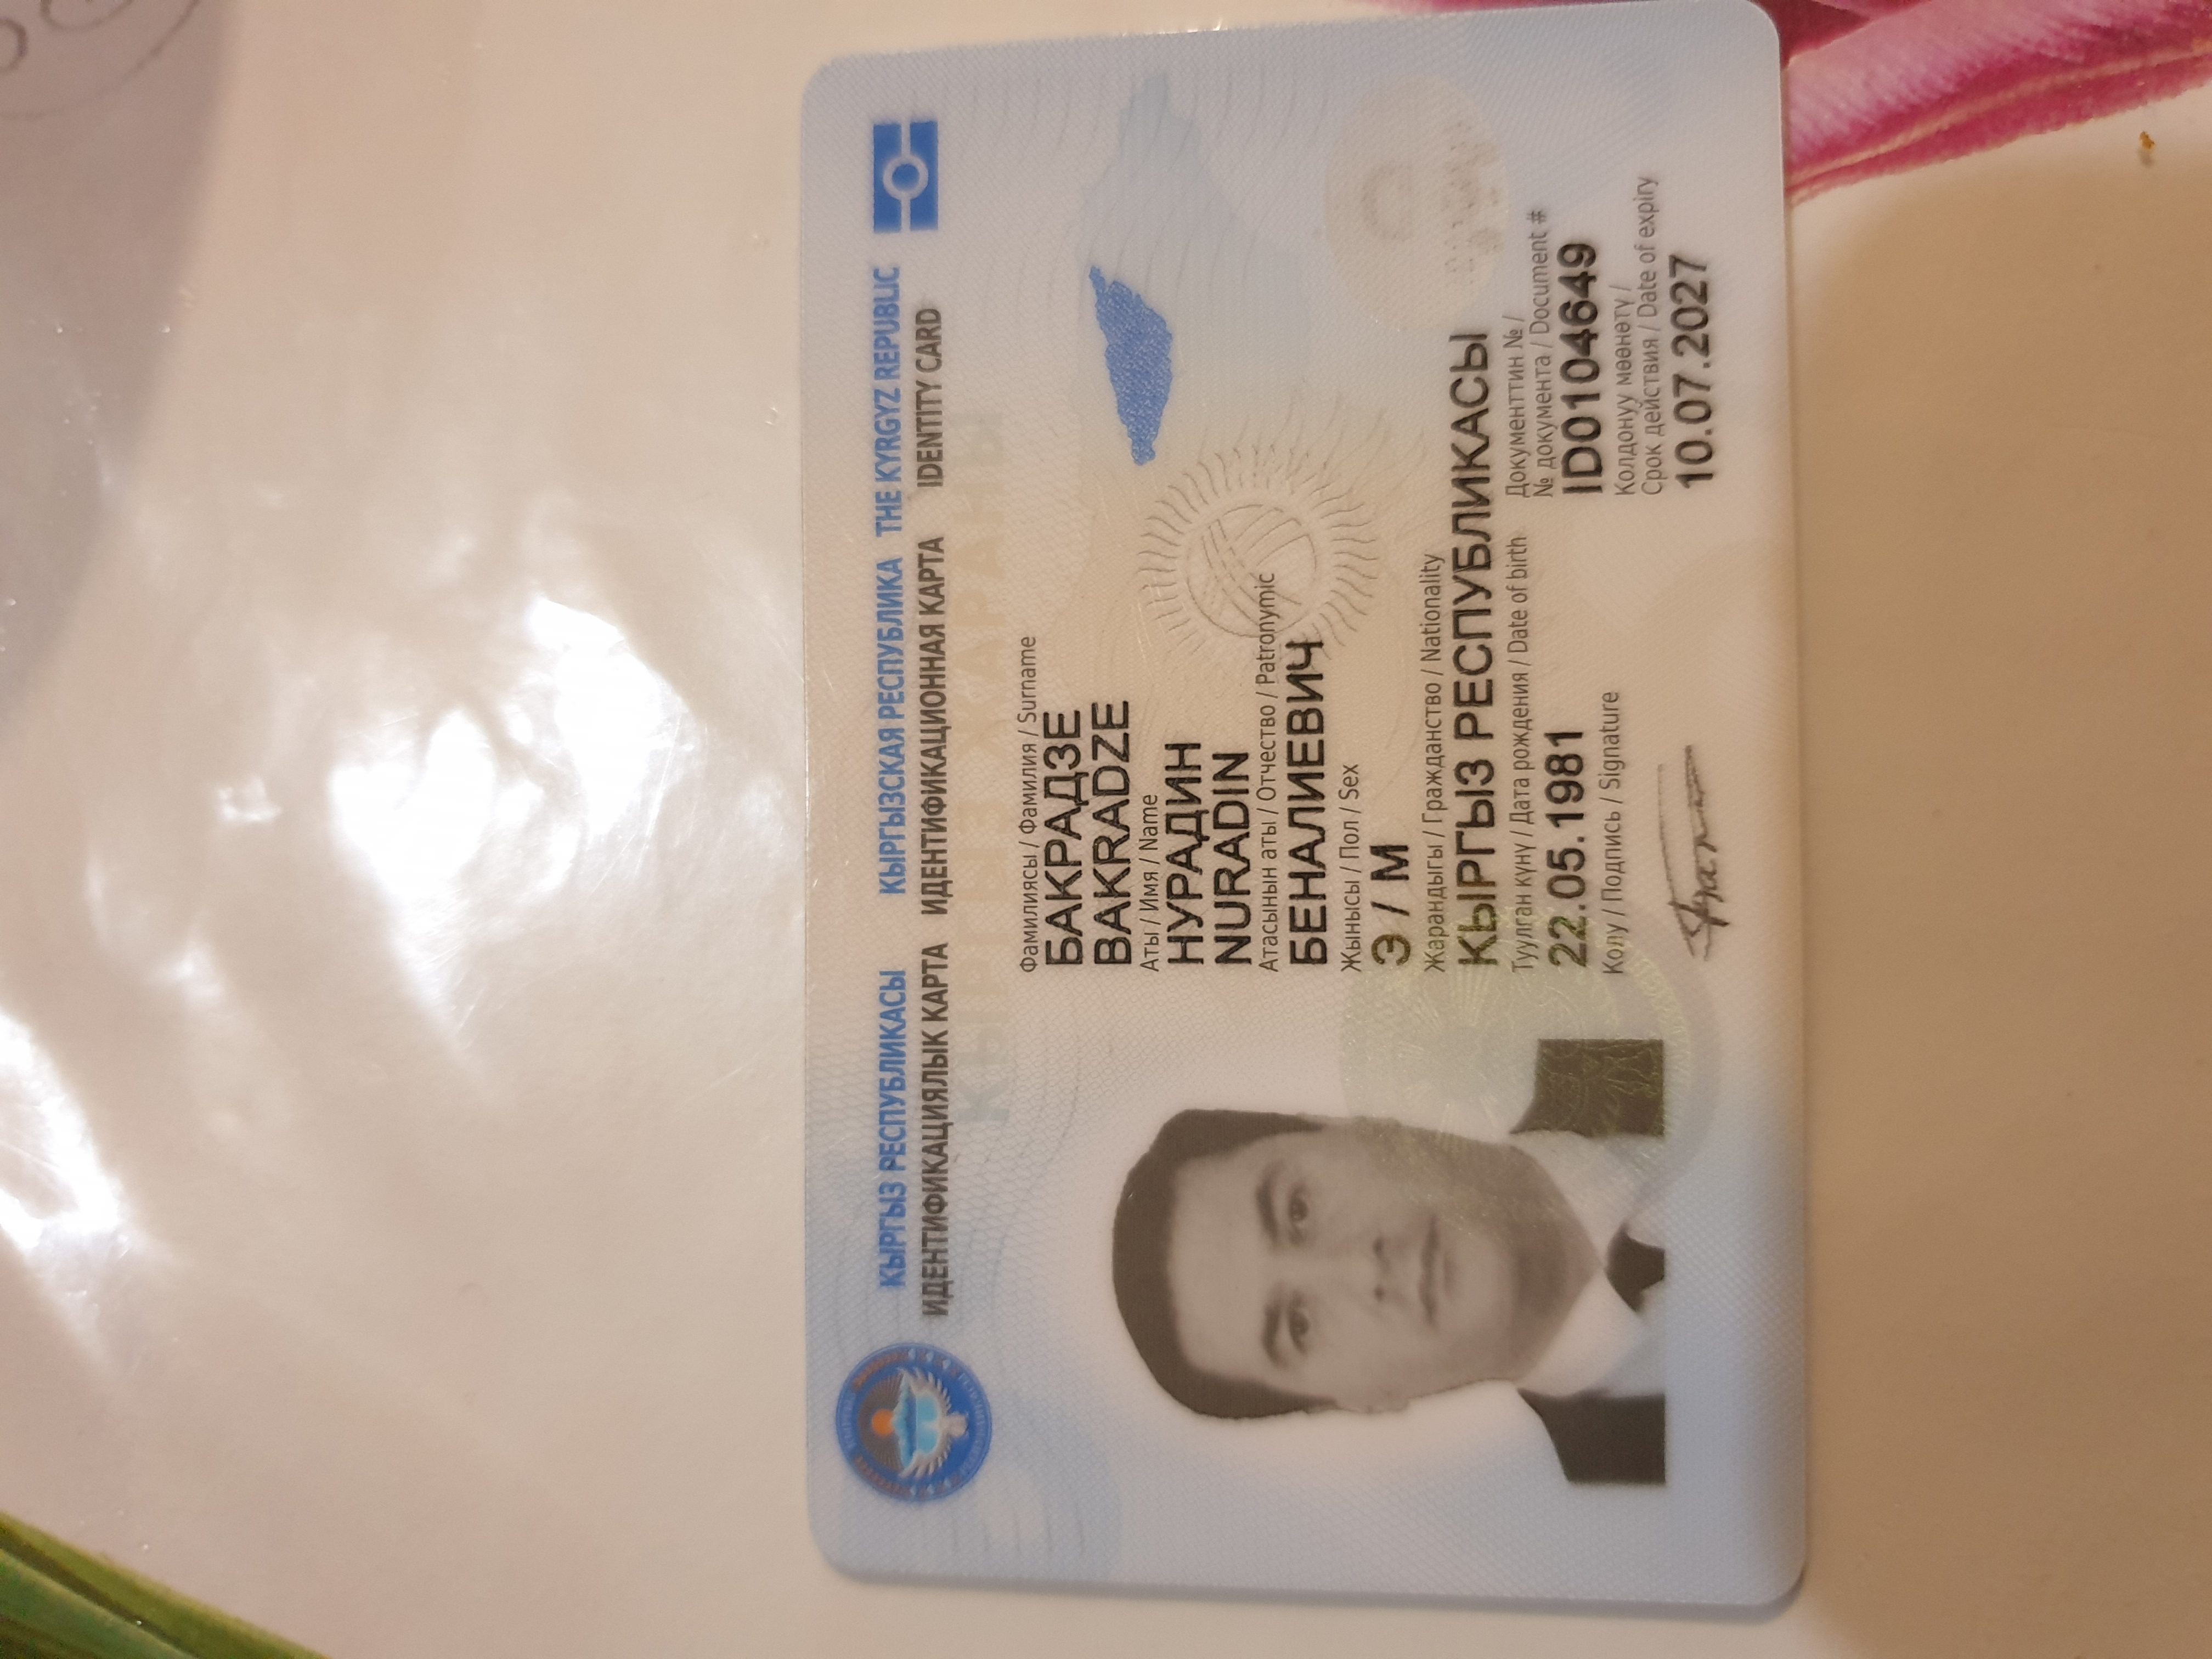 КЫРГЫЗ РЕСПУБЛИКАСЫ КЫРГЫЗСКАЯ РЕСПУБЛИКА THE KYRGYZ REPUBLIC
ИДЕНТИФИКАЦИЯЛЫК КАРТА ИДЕНТИФИКАЦИОННАЯ КАРТА IDENTITY CARD
КЫРГЫЗ ЖАРАНЫ
Фамилиясы / Фамилия / Surname
БАКРАДЗЕ
BAKRADZE
Аты / Имя / Name
НУРАДИН
NURADIN
Атасынын аты / Отчество / Patronymic
БЕНАЛИЕВИЧ
Жынысы / Пол / Sex
Э / М
Жарандыгы / Гражданство / Nationality
КЫРГЫЗ РЕСПУБЛИКАСЫ
Туулган күнү / Дата рождения / Date of birth
22.05.1981
Документтин № /
№ документа / Document #
ID0104649
Колу / Подпись / Signature
Колдонуу мөөнөтү /
Срок действия / Date of expiry
10.07.2027